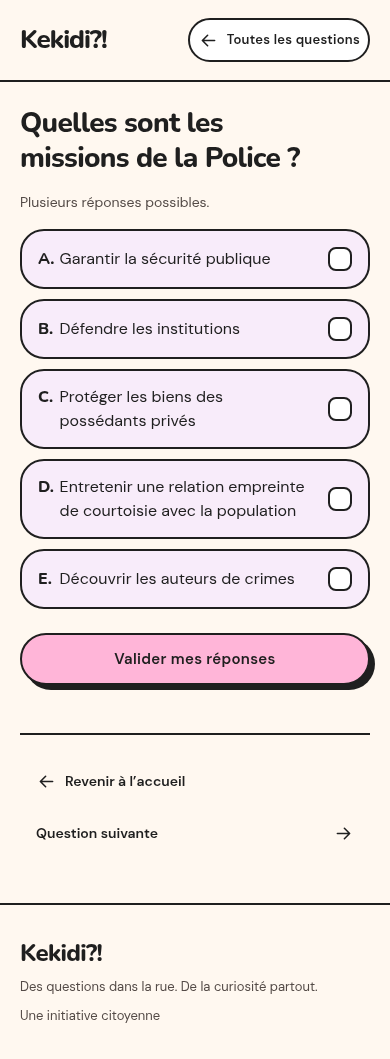 Kekidi?!
← Toutes les questions
Quelles sont les
missions de la Police ?
Plusieurs réponses possibles.
A. Garantir la sécurité publique
B. Défendre les institutions
C. Protéger les biens des
possédants privés
D. Entretenir une relation empreinte
de courtoisie avec la population
E. Découvrir les auteurs de crimes
Valider mes réponses
← Revenir à l’accueil
Question suivante →
Kekidi?!
Des questions dans la rue. De la curiosité partout.
Une initiative citoyenne